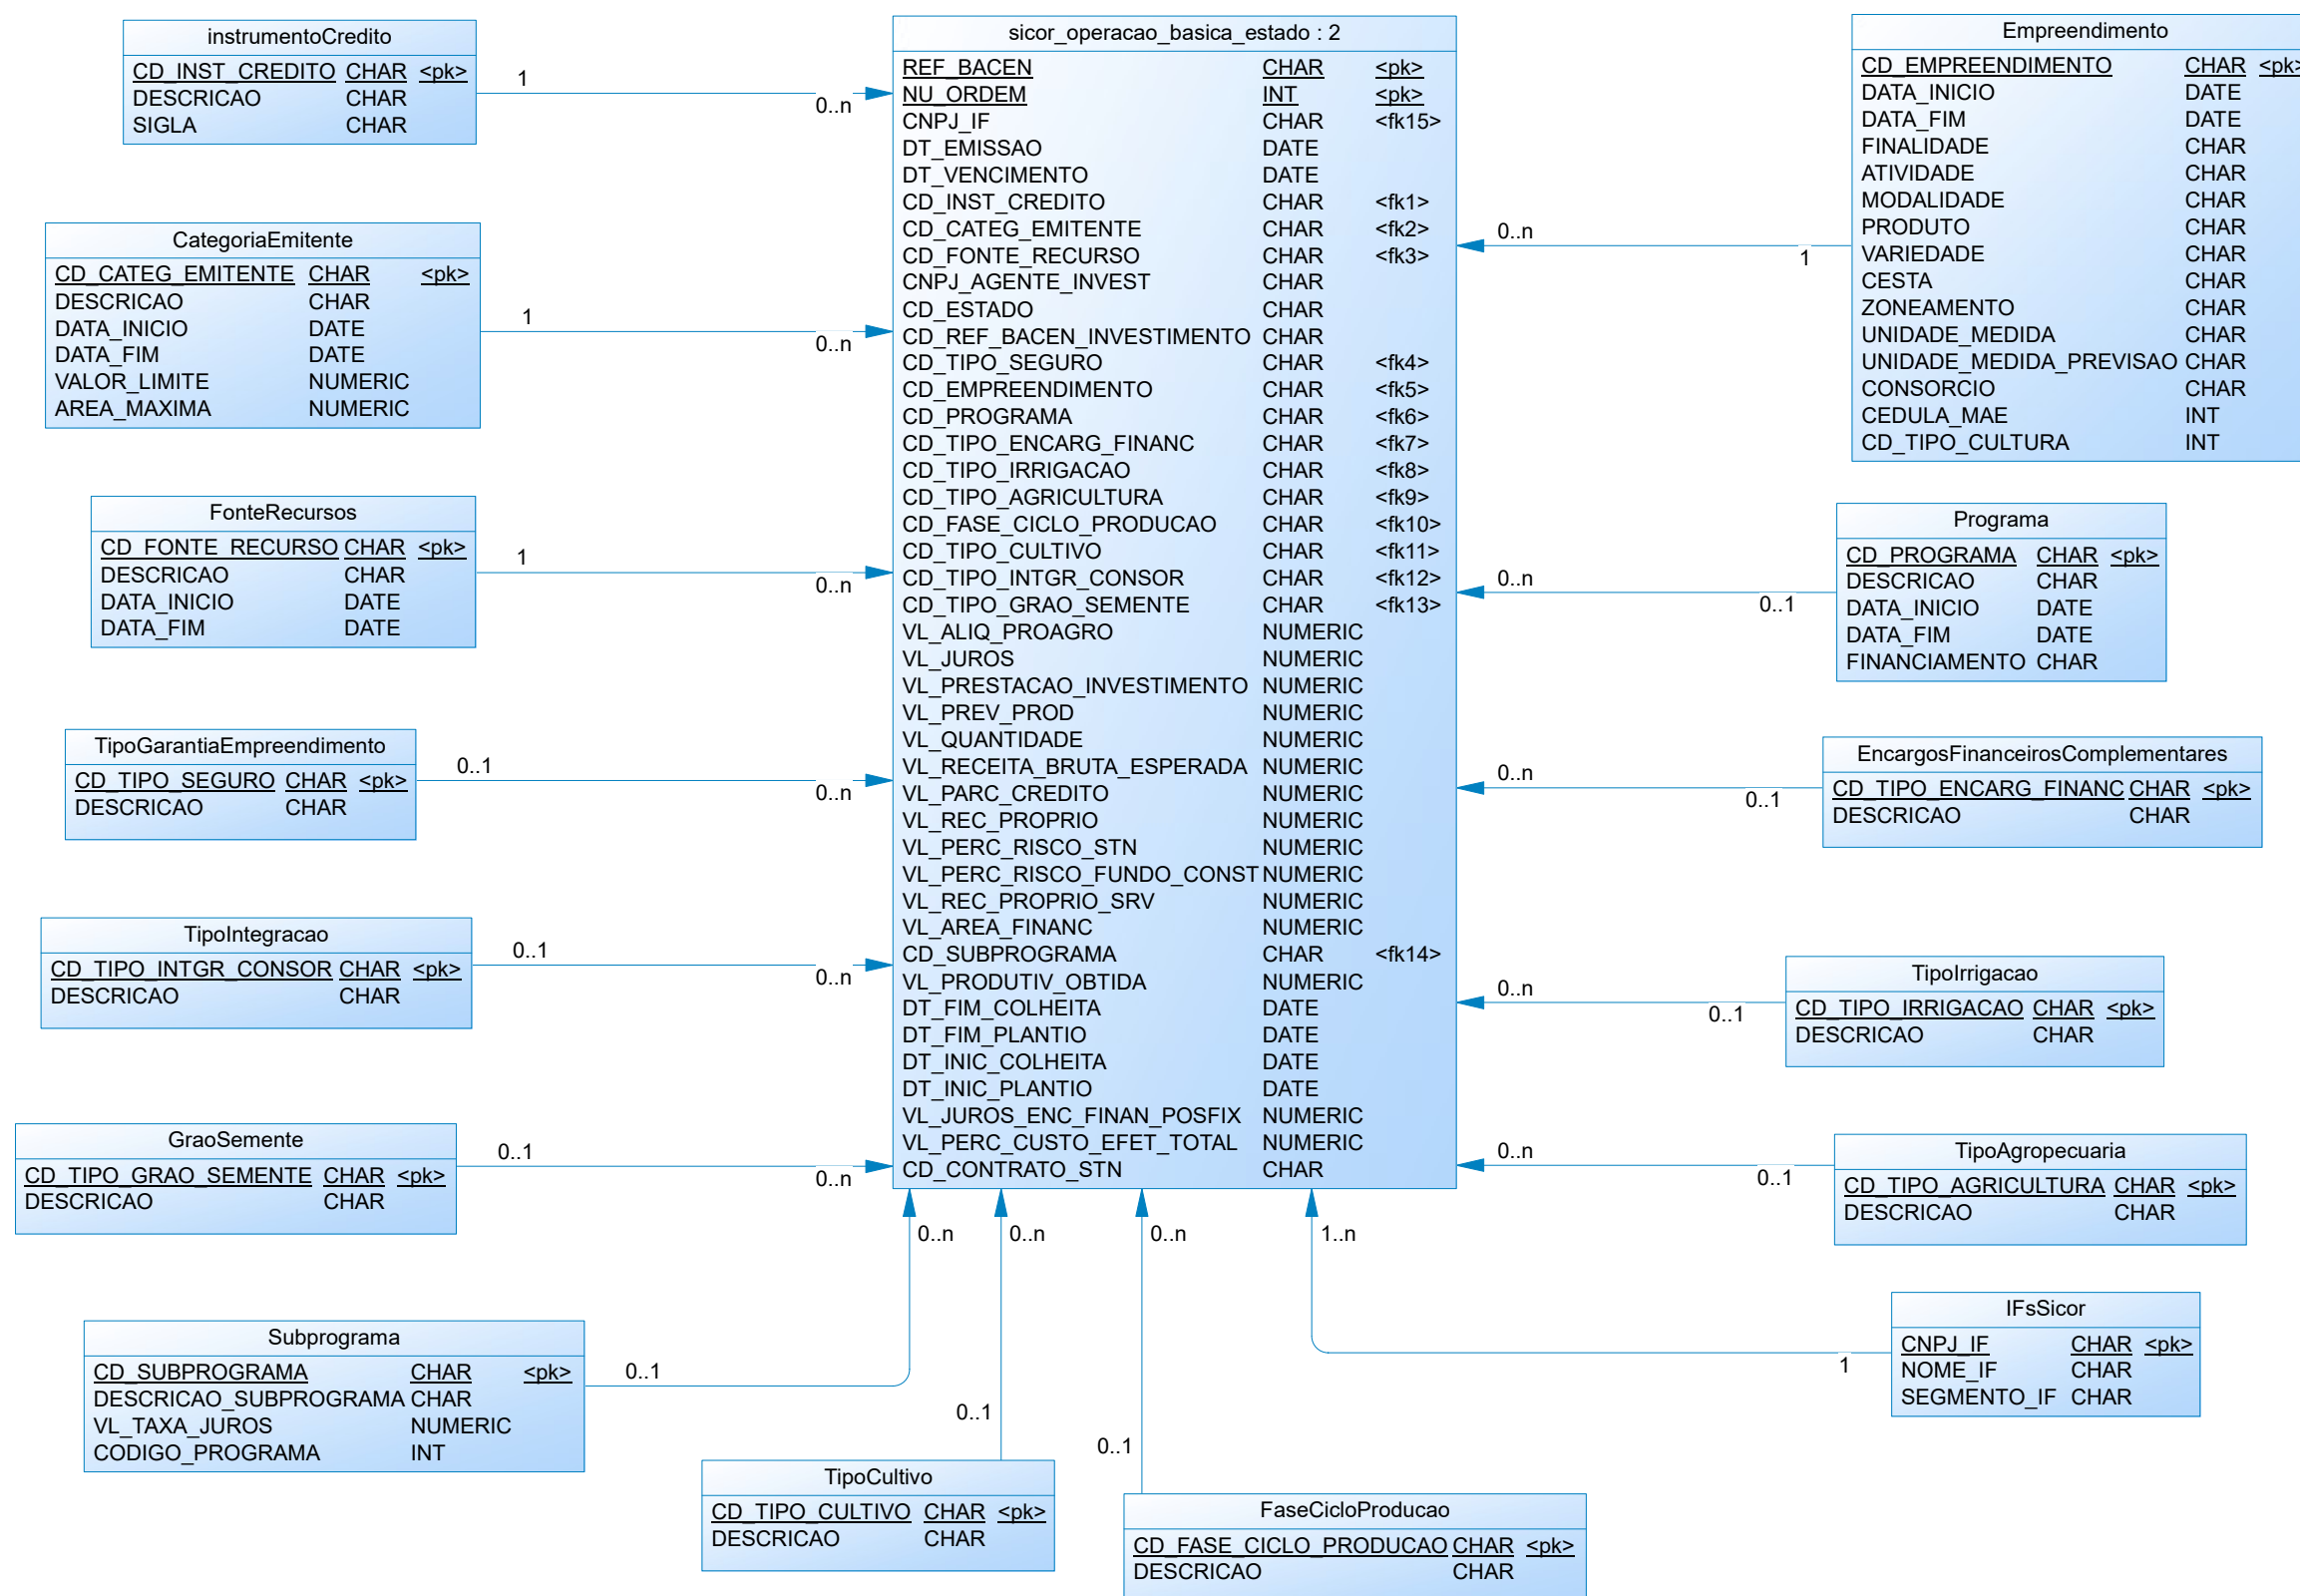 instrumentoCredito
CD_INST_CREDITO CHAR <pk>
DESCRICAO CHAR
SIGLA CHAR
1
0..n
CategoriaEmitente
CD_CATEG_EMITENTE CHAR <pk>
DESCRICAO CHAR
DATA_INICIO DATE
DATA_FIM DATE
VALOR_LIMITE NUMERIC
AREA_MAXIMA NUMERIC
1
0..n
FonteRecursos
CD_FONTE_RECURSO CHAR <pk>
DESCRICAO CHAR
DATA_INICIO DATE
DATA_FIM DATE
1
0..n
TipoGarantiaEmpreendimento
CD_TIPO_SEGURO CHAR <pk>
DESCRICAO CHAR
0..1
0..n
TipoIntegracao
CD_TIPO_INTGR_CONSOR CHAR <pk>
DESCRICAO CHAR
0..1
0..n
GraoSemente
CD_TIPO_GRAO_SEMENTE CHAR <pk>
DESCRICAO CHAR
0..1
0..n
Subprograma
CD_SUBPROGRAMA CHAR <pk>
DESCRICAO_SUBPROGRAMA CHAR
VL_TAXA_JUROS NUMERIC
CODIGO_PROGRAMA INT
0..1
0..n
sicor_operacao_basica_estado : 2
REF_BACEN CHAR <pk>
NU_ORDEM INT <pk>
CNPJ_IF CHAR <fk15>
DT_EMISSAO DATE
DT_VENCIMENTO DATE
CD_INST_CREDITO CHAR <fk1>
CD_CATEG_EMITENTE CHAR <fk2>
CD_FONTE_RECURSO CHAR <fk3>
CNPJ_AGENTE_INVEST CHAR
CD_ESTADO CHAR
CD_REF_BACEN_INVESTIMENTO CHAR
CD_TIPO_SEGURO CHAR <fk4>
CD_EMPREENDIMENTO CHAR <fk5>
CD_PROGRAMA CHAR <fk6>
CD_TIPO_ENCARG_FINANC CHAR <fk7>
CD_TIPO_IRRIGACAO CHAR <fk8>
CD_TIPO_AGRICULTURA CHAR <fk9>
CD_FASE_CICLO_PRODUCAO CHAR <fk10>
CD_TIPO_CULTIVO CHAR <fk11>
CD_TIPO_INTGR_CONSOR CHAR <fk12>
CD_TIPO_GRAO_SEMENTE CHAR <fk13>
VL_ALIQ_PROAGRO NUMERIC
VL_JUROS NUMERIC
VL_PRESTACAO_INVESTIMENTO NUMERIC
VL_PREV_PROD NUMERIC
VL_QUANTIDADE NUMERIC
VL_RECEITA_BRUTA_ESPERADA NUMERIC
VL_PARC_CREDITO NUMERIC
VL_REC_PROPRIO NUMERIC
VL_PERC_RISCO_STN NUMERIC
VL_PERC_RISCO_FUNDO_CONST NUMERIC
VL_REC_PROPRIO_SRV NUMERIC
VL_AREA_FINANC NUMERIC
CD_SUBPROGRAMA CHAR <fk14>
VL_PRODUTIV_OBTIDA NUMERIC
DT_FIM_COLHEITA DATE
DT_FIM_PLANTIO DATE
DT_INIC_COLHEITA DATE
DT_INIC_PLANTIO DATE
VL_JUROS_ENC_FINAN_POSFIX NUMERIC
VL_PERC_CUSTO_EFET_TOTAL NUMERIC
CD_CONTRATO_STN CHAR
0..n
0..1
TipoCultivo
CD_TIPO_CULTIVO CHAR <pk>
DESCRICAO CHAR
0..n
0..1
FaseCicloProducao
CD_FASE_CICLO_PRODUCAO CHAR <pk>
DESCRICAO CHAR
Empreendimento
CD_EMPREENDIMENTO CHAR <pk>
DATA_INICIO DATE
DATA_FIM DATE
FINALIDADE CHAR
ATIVIDADE CHAR
MODALIDADE CHAR
PRODUTO CHAR
VARIEDADE CHAR
CESTA CHAR
ZONEAMENTO CHAR
UNIDADE_MEDIDA CHAR
UNIDADE_MEDIDA_PREVISAO CHAR
CONSORCIO CHAR
CEDULA_MAE INT
CD_TIPO_CULTURA INT
0..n
1
Programa
CD_PROGRAMA CHAR <pk>
DESCRICAO CHAR
DATA_INICIO DATE
DATA_FIM DATE
FINANCIAMENTO CHAR
0..n
0..1
EncargosFinanceirosComplementares
CD_TIPO_ENCARG_FINANC CHAR <pk>
DESCRICAO CHAR
0..n
0..1
TipoIrrigacao
CD_TIPO_IRRIGACAO CHAR <pk>
DESCRICAO CHAR
0..n
0..1
TipoAgropecuaria
CD_TIPO_AGRICULTURA CHAR <pk>
DESCRICAO CHAR
0..n
0..1
IFsSicor
CNPJ_IF CHAR <pk>
NOME_IF CHAR
SEGMENTO_IF CHAR
1..n
1